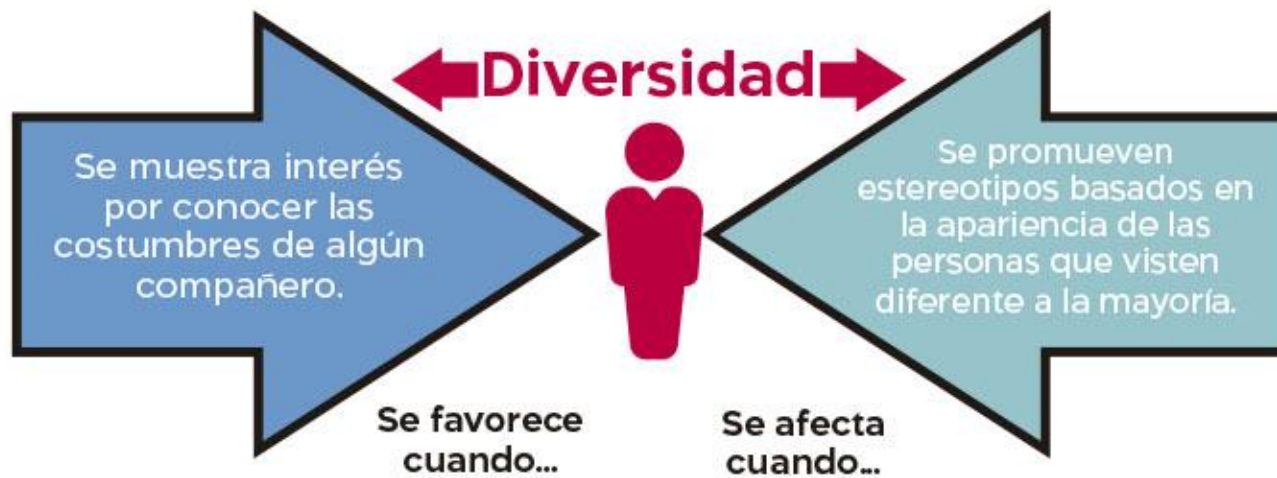 Diversidad
Se muestra interés
por conocer las
costumbres de algún
compañero.
Se promueven
estereotipos basados en
la apariencia de las
personas que visten
diferente a la mayoría.
Se favorece
cuando...
Se afecta
cuando...